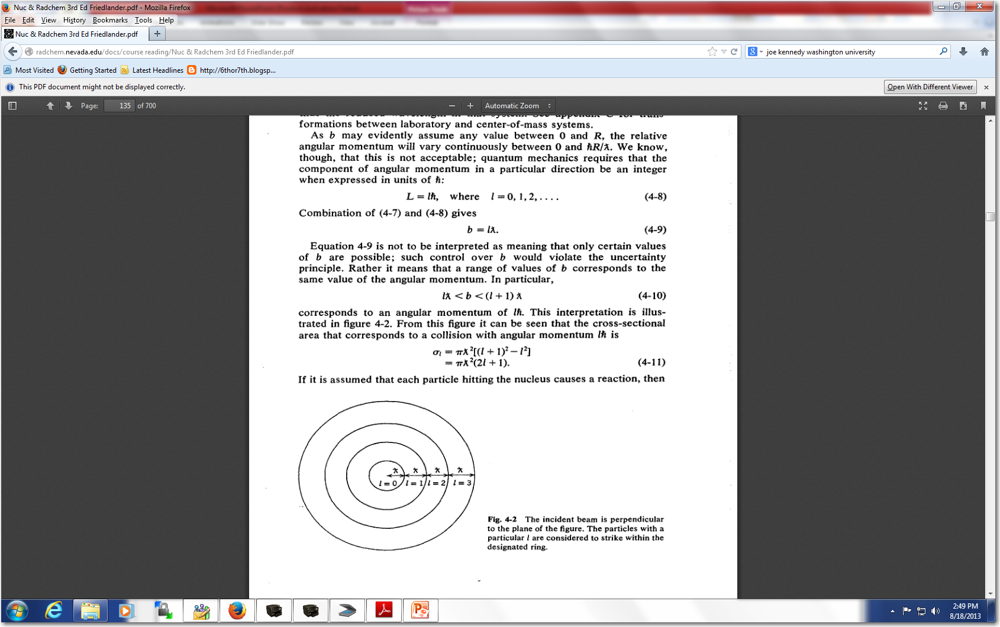 Nuc & Radchem 3rd Ed Friedlander.pdf - Mozilla Firefox
File Edit View History Bookmarks Tools Help
Nuc & Radchem 3rd Ed Friedlander.pdf
radchem.nevada.edu/docs/course reading/Nuc & Radchem 3rd Ed Friedlander.pdf
8 joe kennedy washington university
Most Visited Getting Started Latest Headlines http://6thor7th.blogsp...
This PDF document might not be displayed correctly.
Open With Different Viewer
Page: 135 of 700
Automatic Zoom
formations between laboratory and center-of-mass systems.
As b may evidently assume any value between 0 and R, the relative
angular momentum will vary continuously between 0 and ħR/ƛ. We know,
though, that this is not acceptable; quantum mechanics requires that the
component of angular momentum in a particular direction be an integer
when expressed in units of ħ:
L = lħ, where l = 0, 1, 2, . . . . (4-8)
Combination of (4-7) and (4-8) gives
b = lƛ. (4-9)
Equation 4-9 is not to be interpreted as meaning that only certain values
of b are possible; such control over b would violate the uncertainty
principle. Rather it means that a range of values of b corresponds to the
same value of the angular momentum. In particular,
lƛ < b < (l + 1) ƛ (4-10)
corresponds to an angular momentum of lħ. This interpretation is illus-
trated in figure 4-2. From this figure it can be seen that the cross-sectional
area that corresponds to a collision with angular momentum lħ is
σₗ = πƛ²[(l + 1)² − l²]
= πƛ²(2l + 1). (4-11)
If it is assumed that each particle hitting the nucleus causes a reaction, then
ƛ ƛ ƛ ƛ
l = 0 l = 1 l = 2 l = 3
Fig. 4-2 The incident beam is perpendicular
to the plane of the figure. The particles with a
particular l are considered to strike within the
designated ring.
2:49 PM
8/18/2013